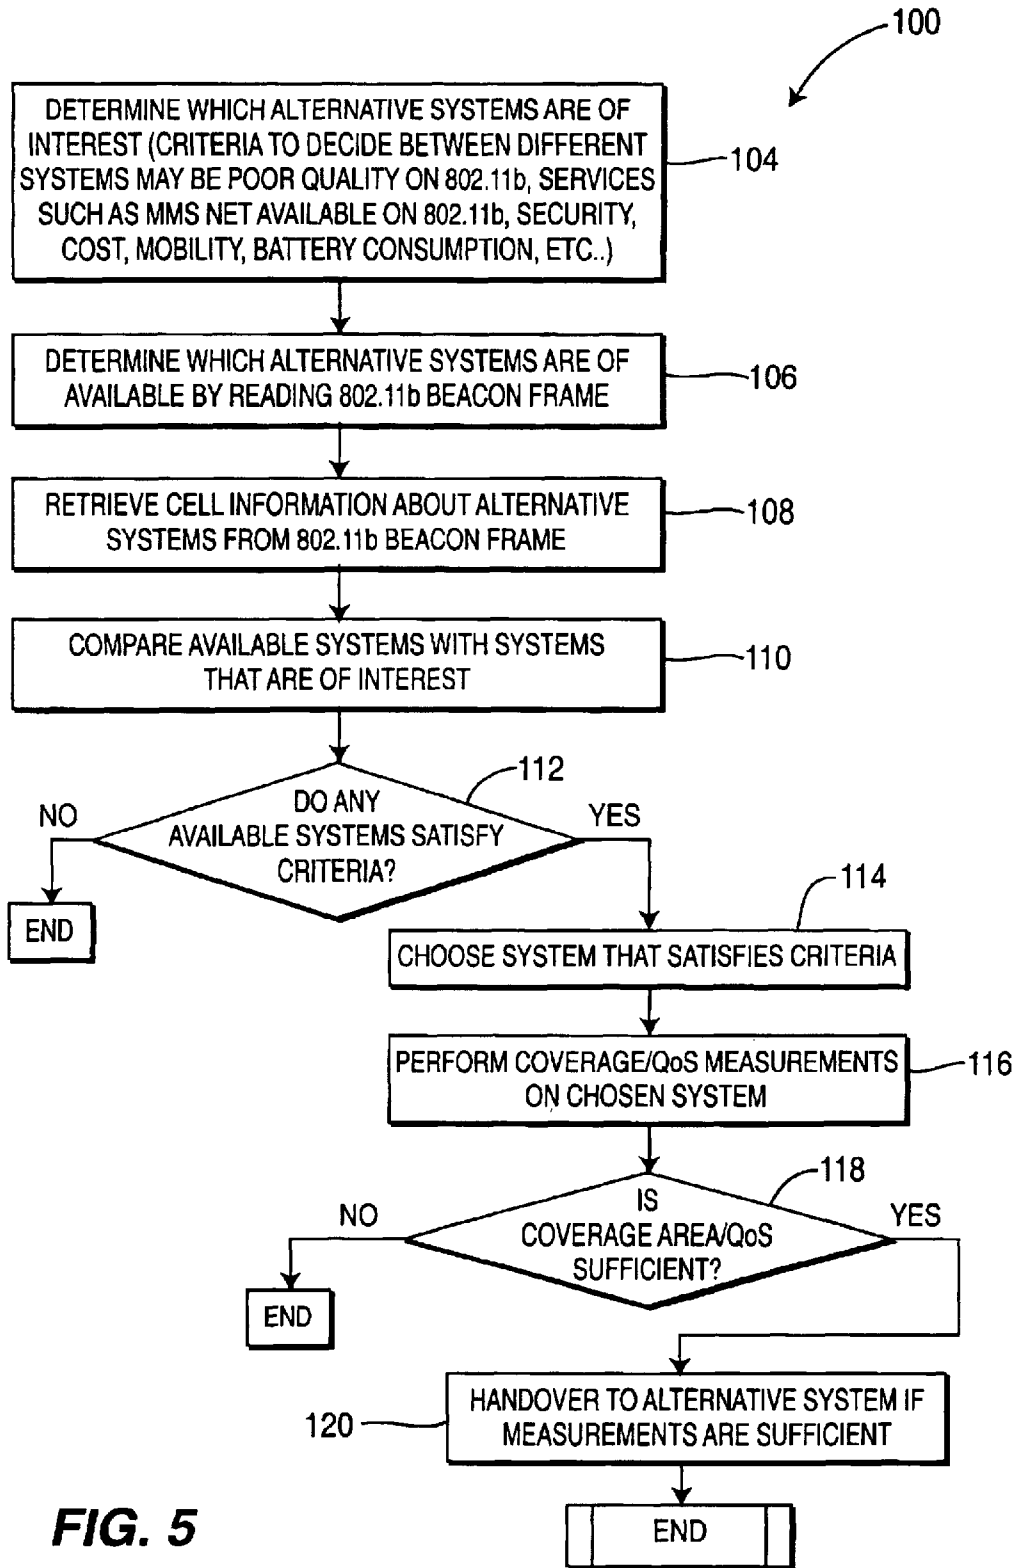 100
DETERMINE WHICH ALTERNATIVE SYSTEMS ARE OF
INTEREST (CRITERIA TO DECIDE BETWEEN DIFFERENT
SYSTEMS MAY BE POOR QUALITY ON 802.11b, SERVICES
SUCH AS MMS NET AVAILABLE ON 802.11b, SECURITY,
COST, MOBILITY, BATTERY CONSUMPTION, ETC..)
104
DETERMINE WHICH ALTERNATIVE SYSTEMS ARE OF
AVAILABLE BY READING 802.11b BEACON FRAME
106
RETRIEVE CELL INFORMATION ABOUT ALTERNATIVE
SYSTEMS FROM 802.11b BEACON FRAME
108
COMPARE AVAILABLE SYSTEMS WITH SYSTEMS
THAT ARE OF INTEREST
110
112
NO
DO ANY
AVAILABLE SYSTEMS SATISFY
CRITERIA?
YES
END
114
CHOOSE SYSTEM THAT SATISFIES CRITERIA
PERFORM COVERAGE/QoS MEASUREMENTS
ON CHOSEN SYSTEM
116
118
NO
IS
COVERAGE AREA/QoS
SUFFICIENT?
YES
END
HANDOVER TO ALTERNATIVE SYSTEM IF
MEASUREMENTS ARE SUFFICIENT
120
END
FIG. 5